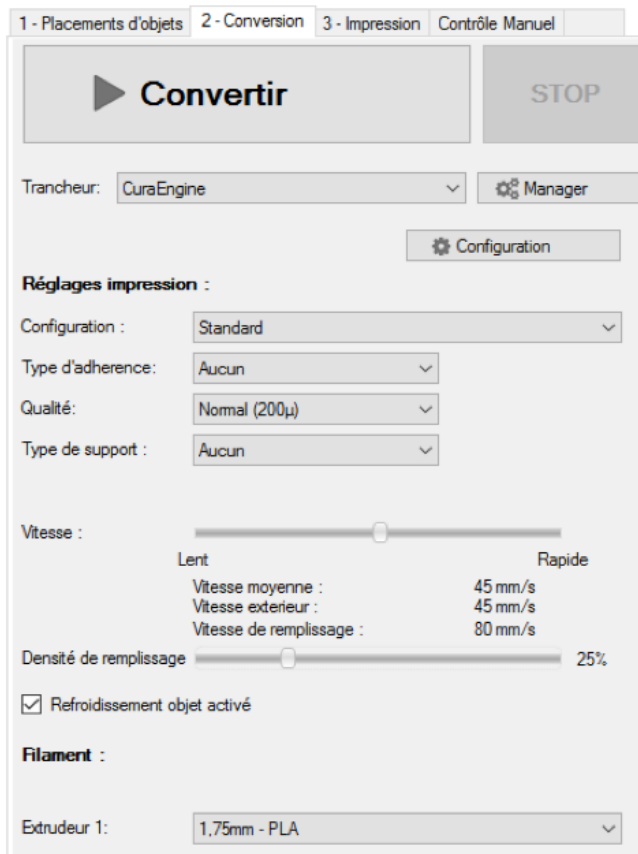 1 - Placements d'objets 2 - Conversion 3 - Impression Contrôle Manuel
Convertir STOP
Trancheur: CuraEngine Manager
Configuration
Réglages impression :
Configuration : Standard
Type d'adherence: Aucun
Qualité: Normal (200µ)
Type de support : Aucun
Vitesse :
Lent Rapide
Vitesse moyenne : 45 mm/s
Vitesse exterieur : 45 mm/s
Vitesse de remplissage : 80 mm/s
Densité de remplissage 25%
Refroidissement objet activé
Filament :
Extrudeur 1: 1,75mm - PLA